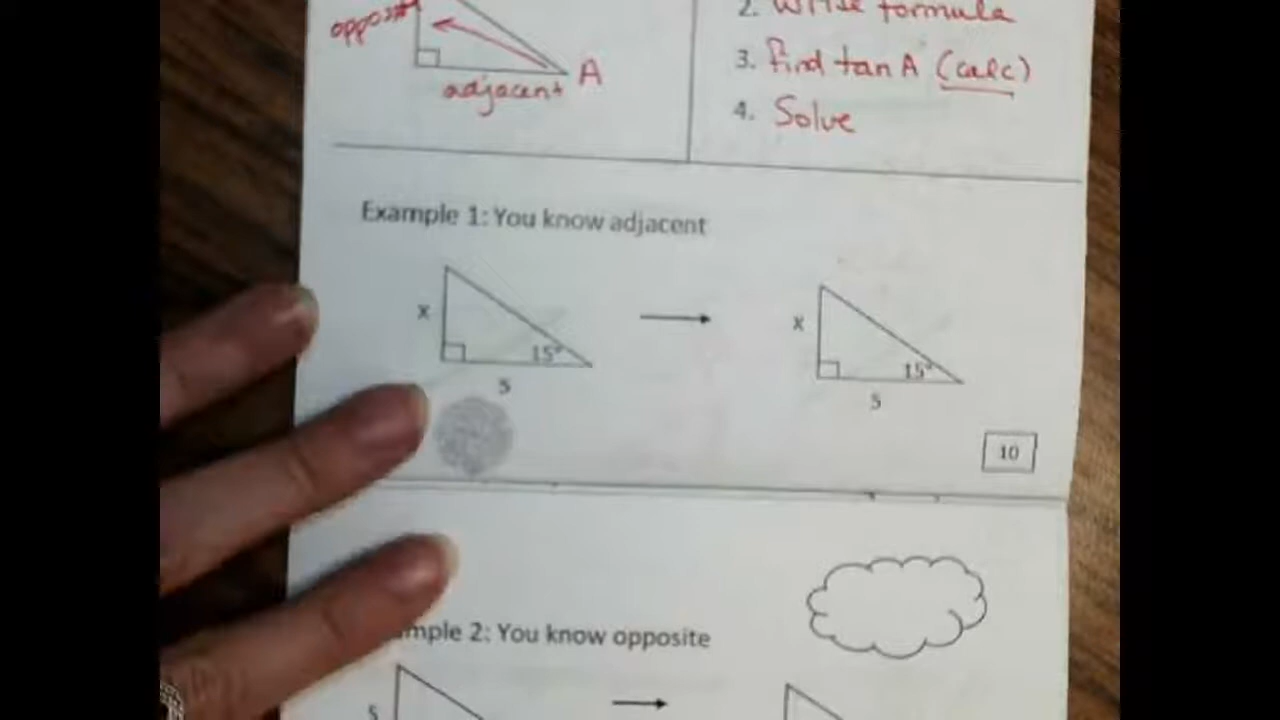 opposite
adjacent
A
2. Write formula
3. find tan A (calc)
4. Solve
Example 1: You know adjacent
x
15°
5
x
15°
5
10
mple 2: You know opposite
5